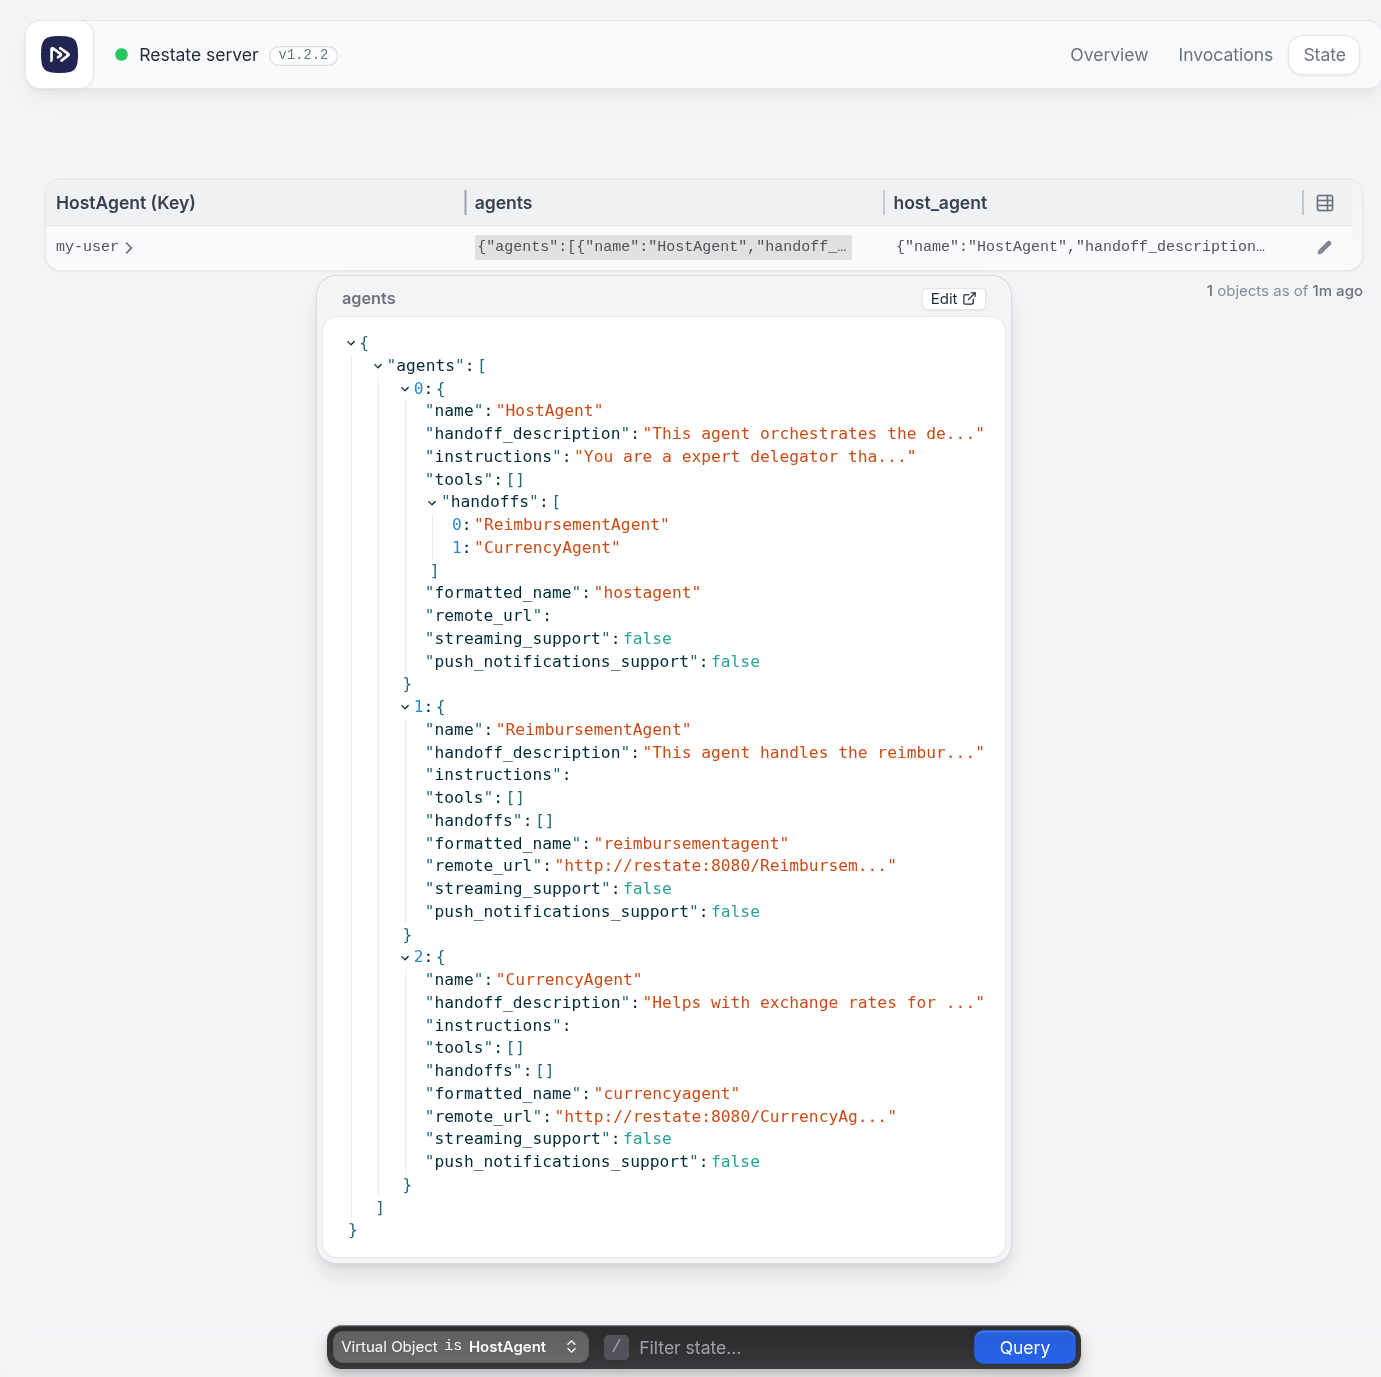 Restate server v1.2.2 Overview Invocations State
HostAgent (Key) agents host_agent
my-user {"agents":[{"name":"HostAgent","handoff_… {"name":"HostAgent","handoff_description…
1 objects as of 1m ago
agents Edit
{
"agents":[
0:{
"name":"HostAgent"
"handoff_description":"This agent orchestrates the de..."
"instructions":"You are a expert delegator tha..."
"tools":[]
"handoffs":[
0:"ReimbursementAgent"
1:"CurrencyAgent"
]
"formatted_name":"hostagent"
"remote_url":
"streaming_support":false
"push_notifications_support":false
}
1:{
"name":"ReimbursementAgent"
"handoff_description":"This agent handles the reimbur..."
"instructions":
"tools":[]
"handoffs":[]
"formatted_name":"reimbursementagent"
"remote_url":"http://restate:8080/Reimbursem..."
"streaming_support":false
"push_notifications_support":false
}
2:{
"name":"CurrencyAgent"
"handoff_description":"Helps with exchange rates for ..."
"instructions":
"tools":[]
"handoffs":[]
"formatted_name":"currencyagent"
"remote_url":"http://restate:8080/CurrencyAg..."
"streaming_support":false
"push_notifications_support":false
}
]
}
Virtual Object is HostAgent / Filter state... Query